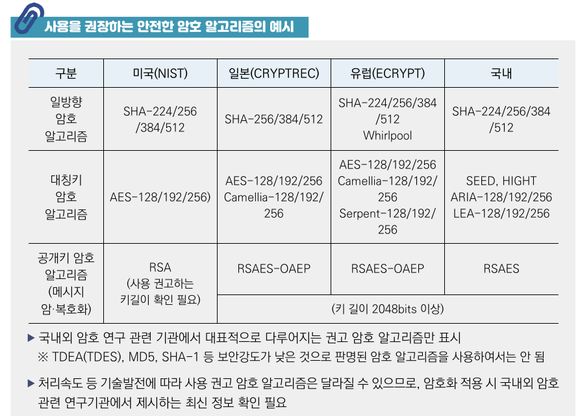 사용을 권장하는 안전한 암호 알고리즘의 예시
구분 미국(NIST) 일본(CRYPTREC) 유럽(ECRYPT) 국내
일방향
암호
알고리즘
SHA-224/256
/384/512
SHA-256/384/512
SHA-224/256/384
/512
Whirlpool
SHA-224/256/384
/512
대칭키
암호
알고리즘
AES-128/192/256)
AES-128/192/256
Camellia-128/192/
256
AES-128/192/256
Camellia-128/192/
256
Serpent-128/192/
256
SEED, HIGHT
ARIA-128/192/256
LEA-128/192/256
공개키 암호
알고리즘
(메시지
암·복호화)
RSA
(사용 권고하는
키길이 확인 필요)
RSAES-OAEP
RSAES-OAEP
RSAES
(키 길이 2048bits 이상)
▶ 국내외 암호 연구 관련 기관에서 대표적으로 다루어지는 권고 암호 알고리즘만 표시
※ TDEA(TDES), MD5, SHA-1 등 보안강도가 낮은 것으로 판명된 암호 알고리즘을 사용하여서는 안 됨
▶ 처리속도 등 기술발전에 따라 사용 권고 암호 알고리즘은 달라질 수 있으므로, 암호화 적용 시 국내외 암호
관련 연구기관에서 제시하는 최신 정보 확인 필요